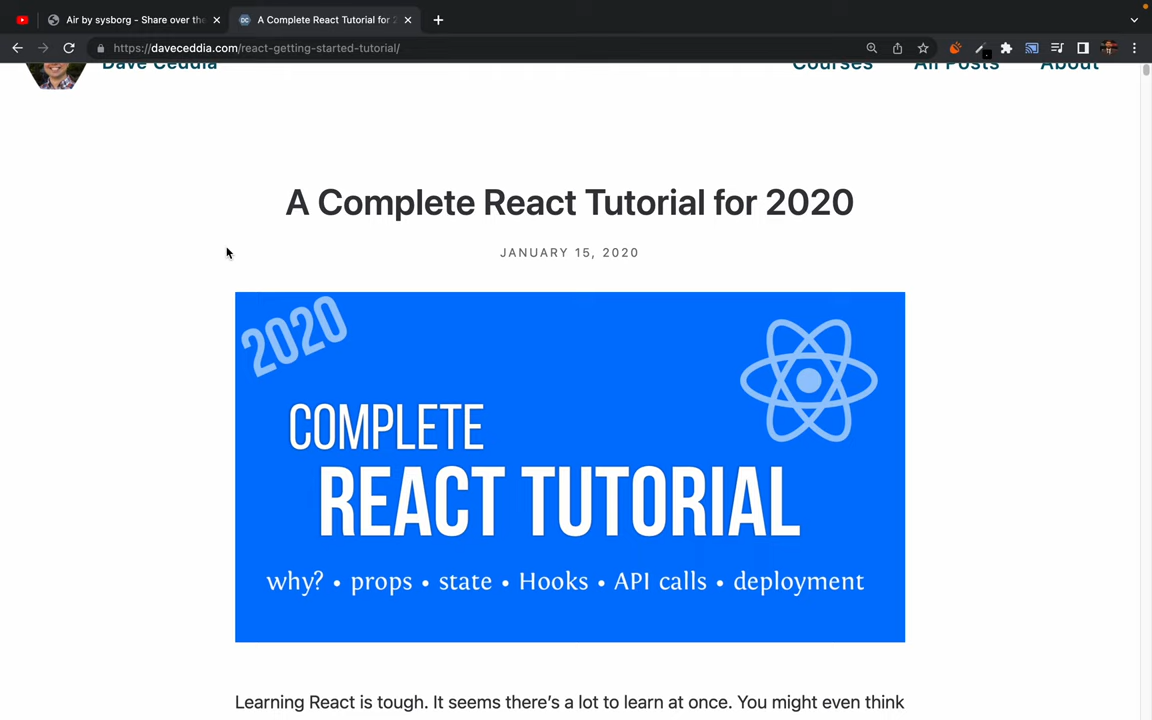 Air by sysborg - Share over the
A Complete React Tutorial for 2
https://daveceddia.com/react-getting-started-tutorial/
Dave Ceddia
Courses
All Posts
About
A Complete React Tutorial for 2020
JANUARY 15, 2020
2020
COMPLETE
REACT TUTORIAL
why? • props • state • Hooks • API calls • deployment
Learning React is tough. It seems there's a lot to learn at once. You might even think